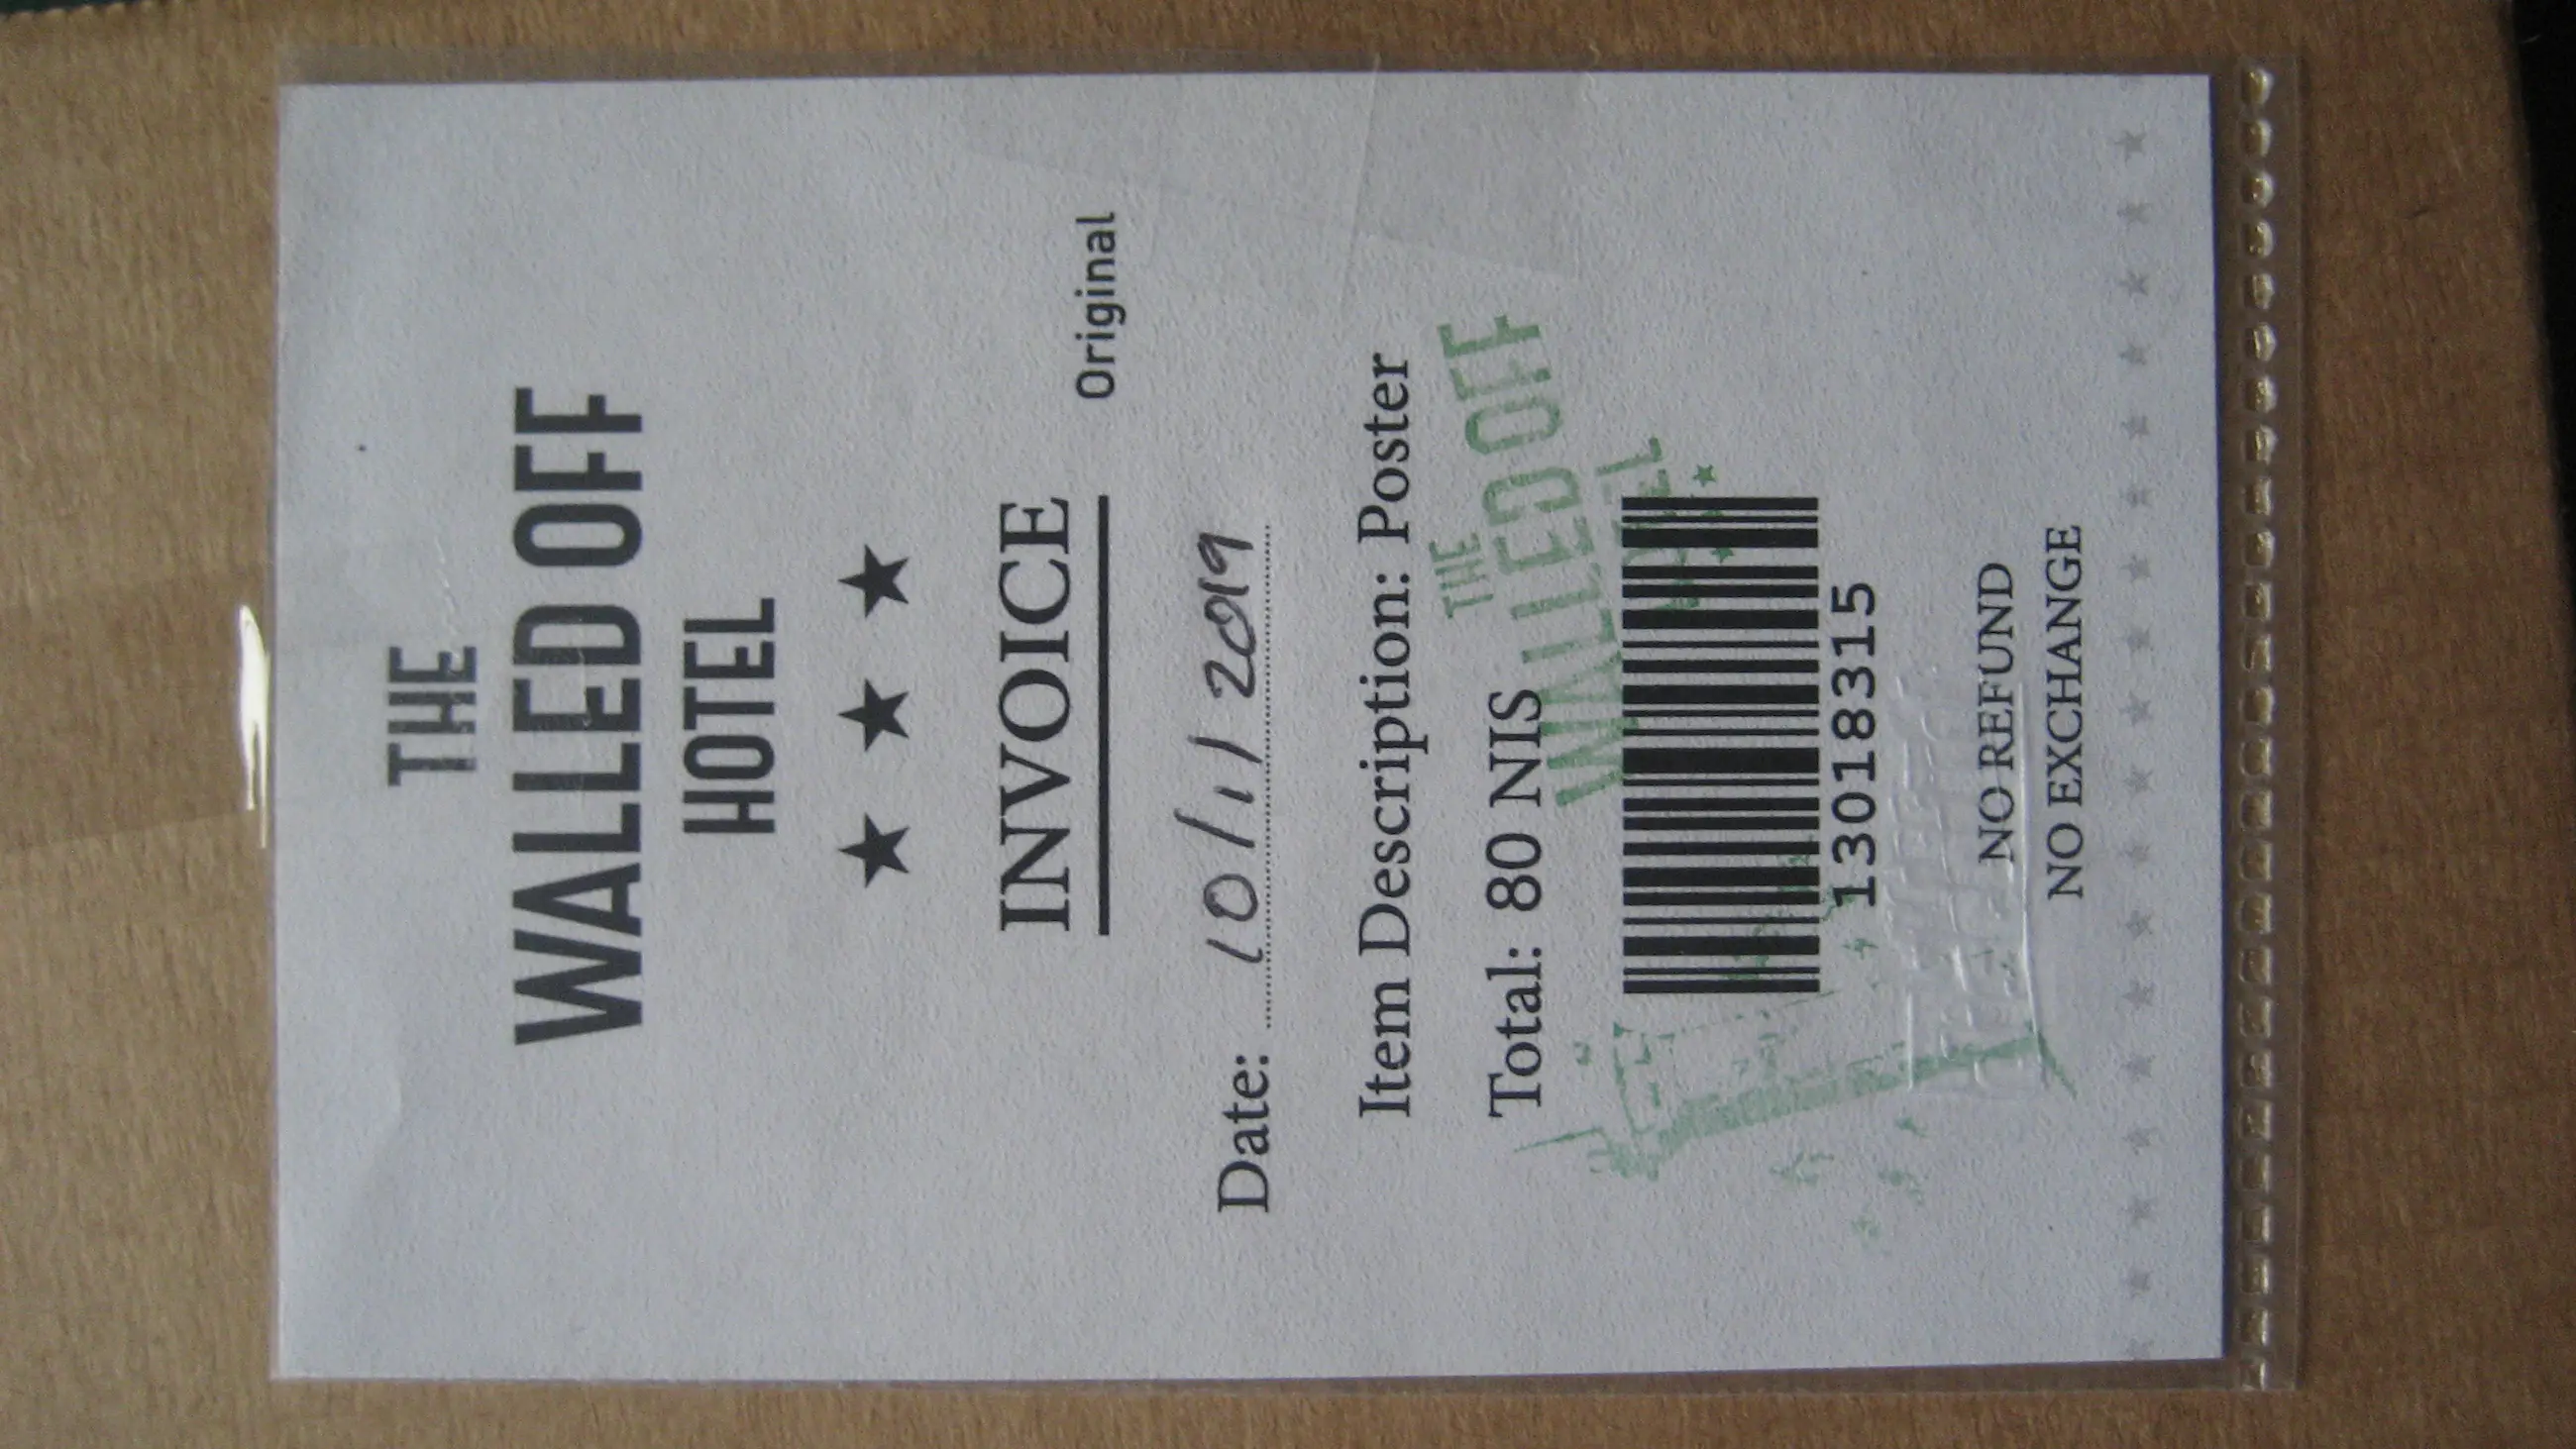 THE
WALLED OFF
HOTEL
INVOICE
Original
Date: 10/11/2019
Item Description: Poster
Total: 80 NIS
THE
WALLED OFF
13018315
NO REFUND
NO EXCHANGE